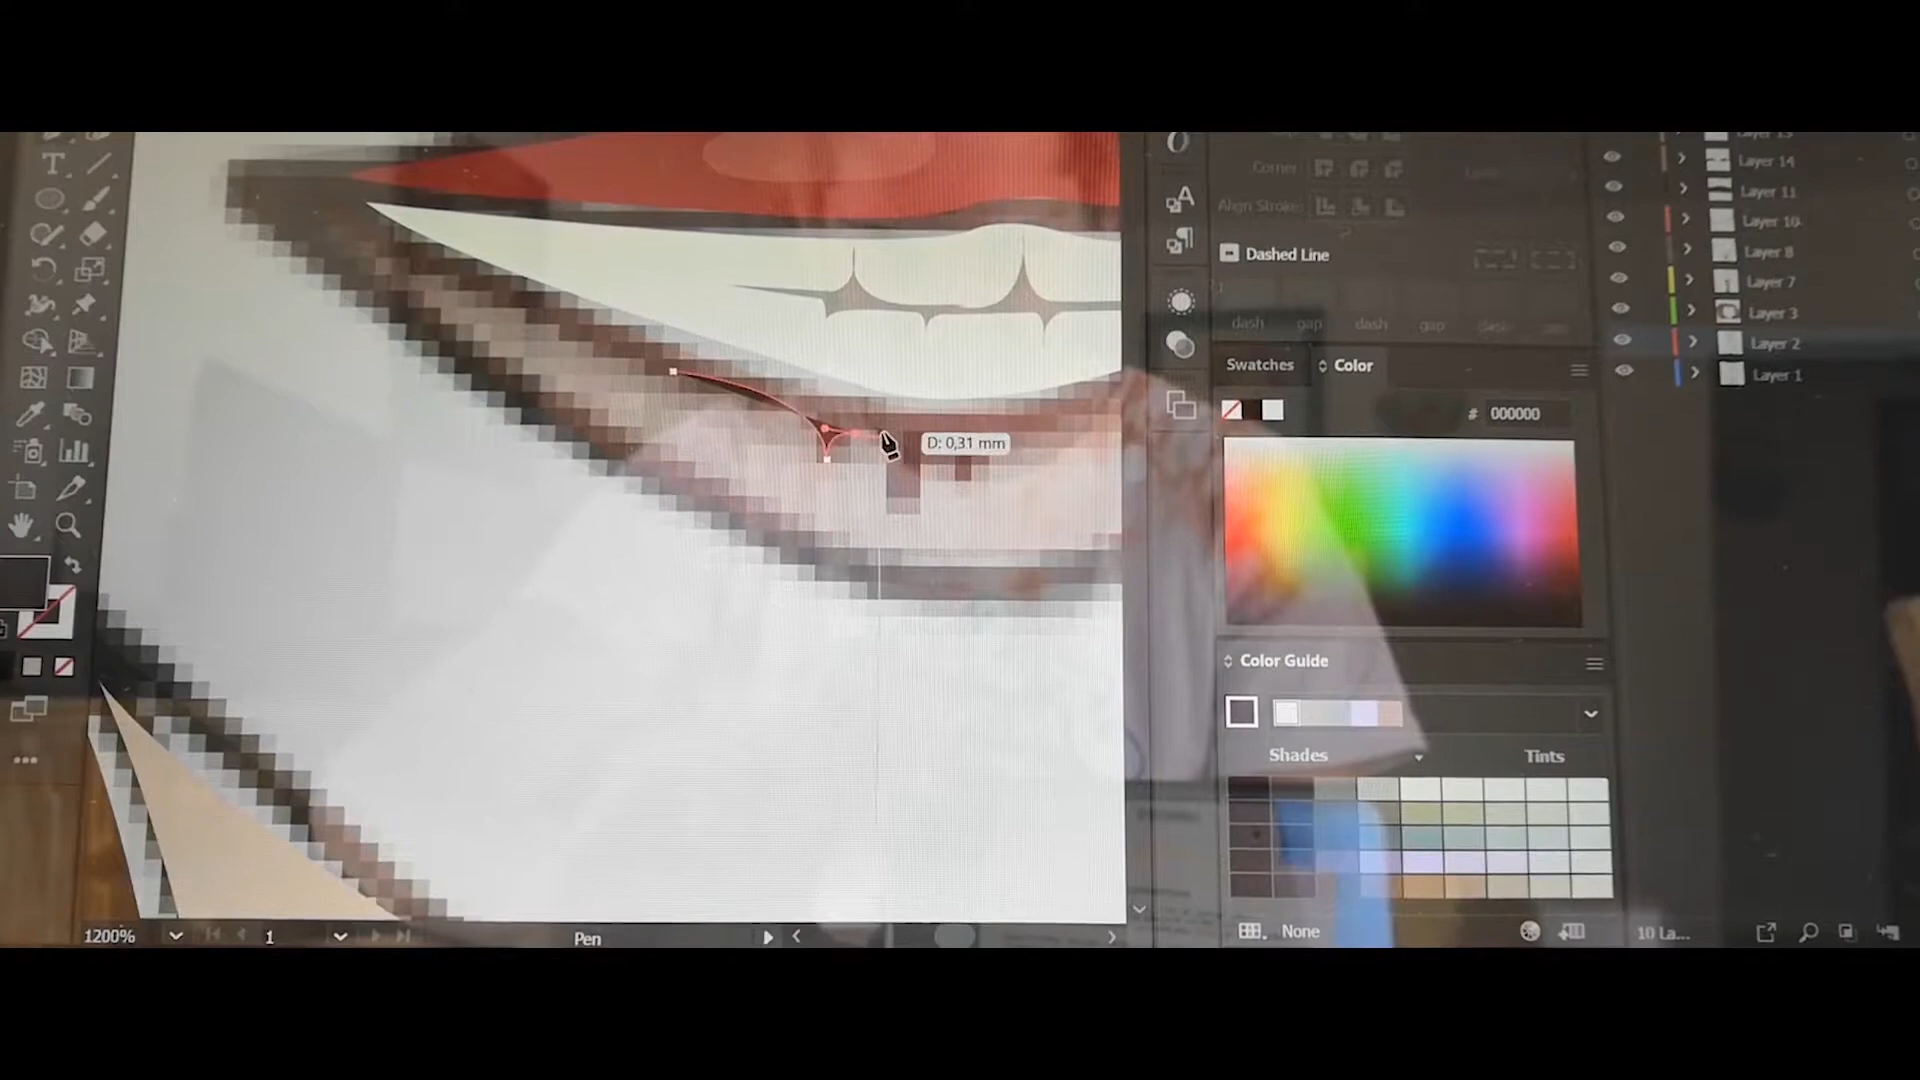 T
Corner:
Layer 14
A
Layer 11
Align Stroke:
Layer 10
Dashed Line
Layer 8
Layer 7
dash gap dash gap
Layer 3
Layer 2
Swatches
Color
Layer 1
# 000000
D: 0,31 mm
Color Guide
Shades
Tints
1200%
1
Pen
None
10 La...